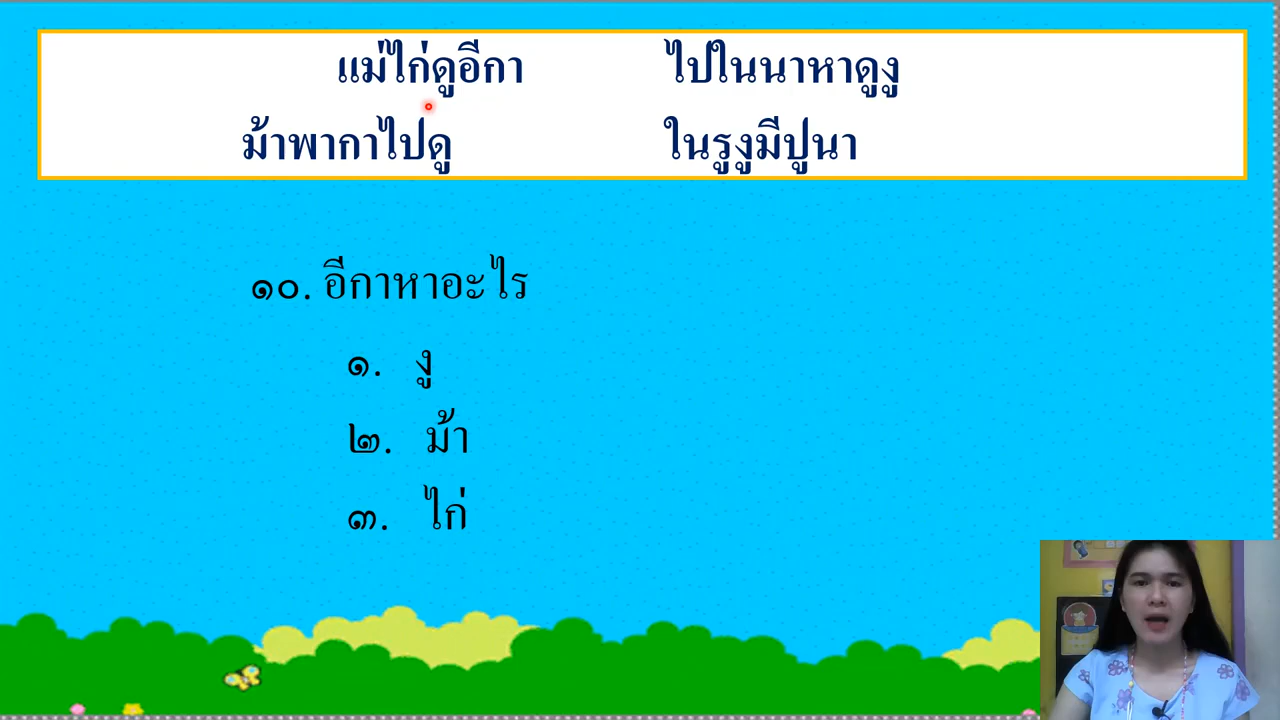 แม่ไก่ดูอีกา ไปในนาหาดูงู
ม้าพากาไปดู ในรูงูมีปูนา
๑๐. อีกาหาอะไร
๑. งู
๒. ม้า
๓. ไก่